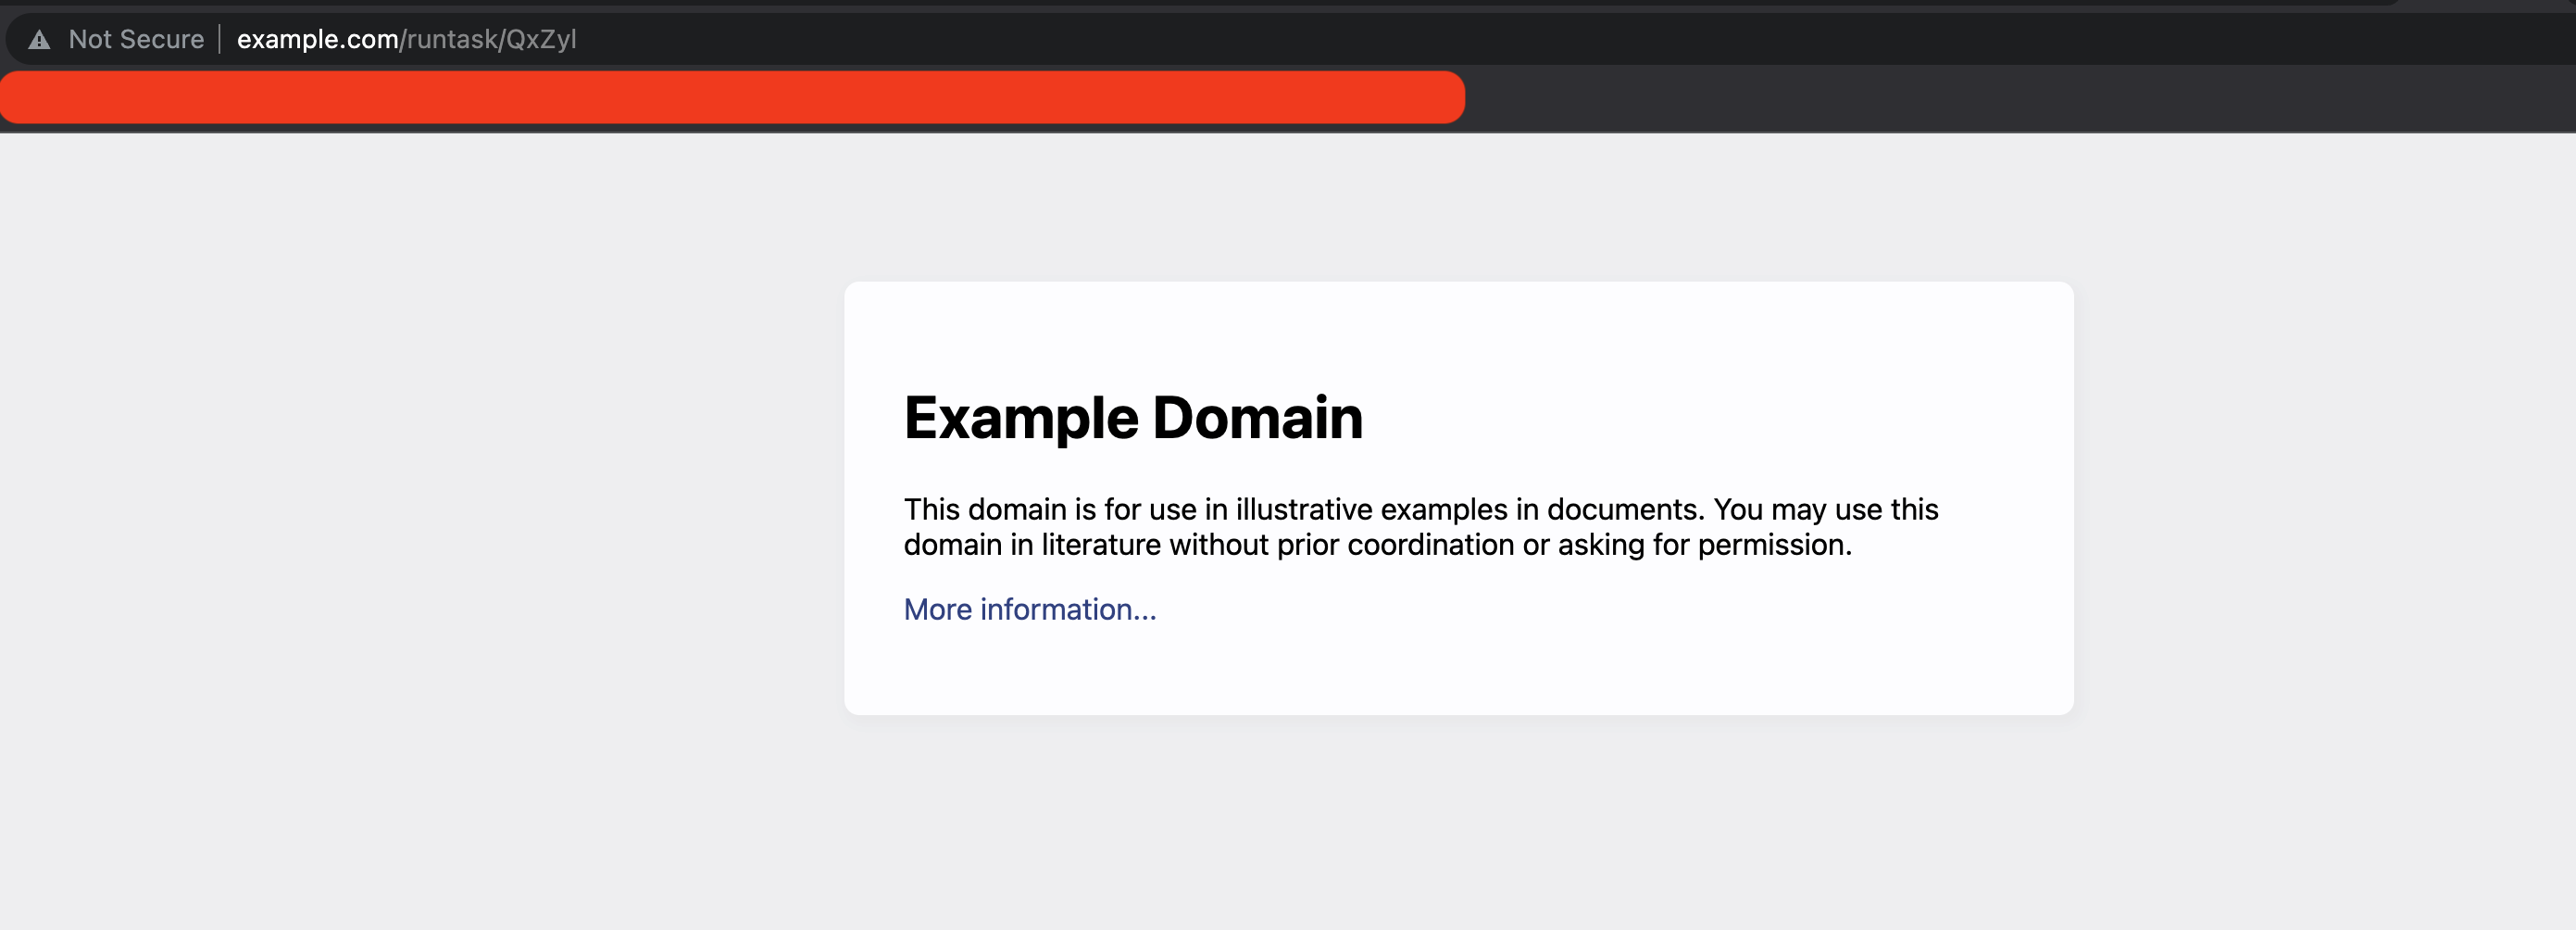 Not Secure | example.com/runtask/QxZyl
Example Domain
This domain is for use in illustrative examples in documents. You may use this
domain in literature without prior coordination or asking for permission.
More information...